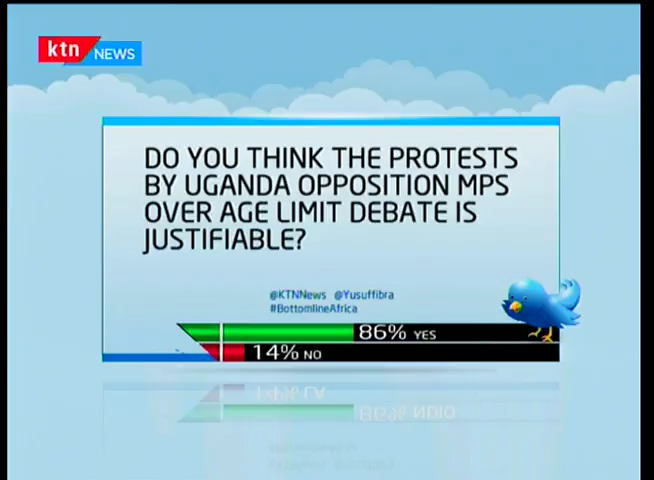 ktn NEWS
DO YOU THINK THE PROTESTS
BY UGANDA OPPOSITION MPS
OVER AGE LIMIT DEBATE IS
JUSTIFIABLE?
@KTNNews @Yusuffibra
#BottomlineAfrica
86% YES
14% NO